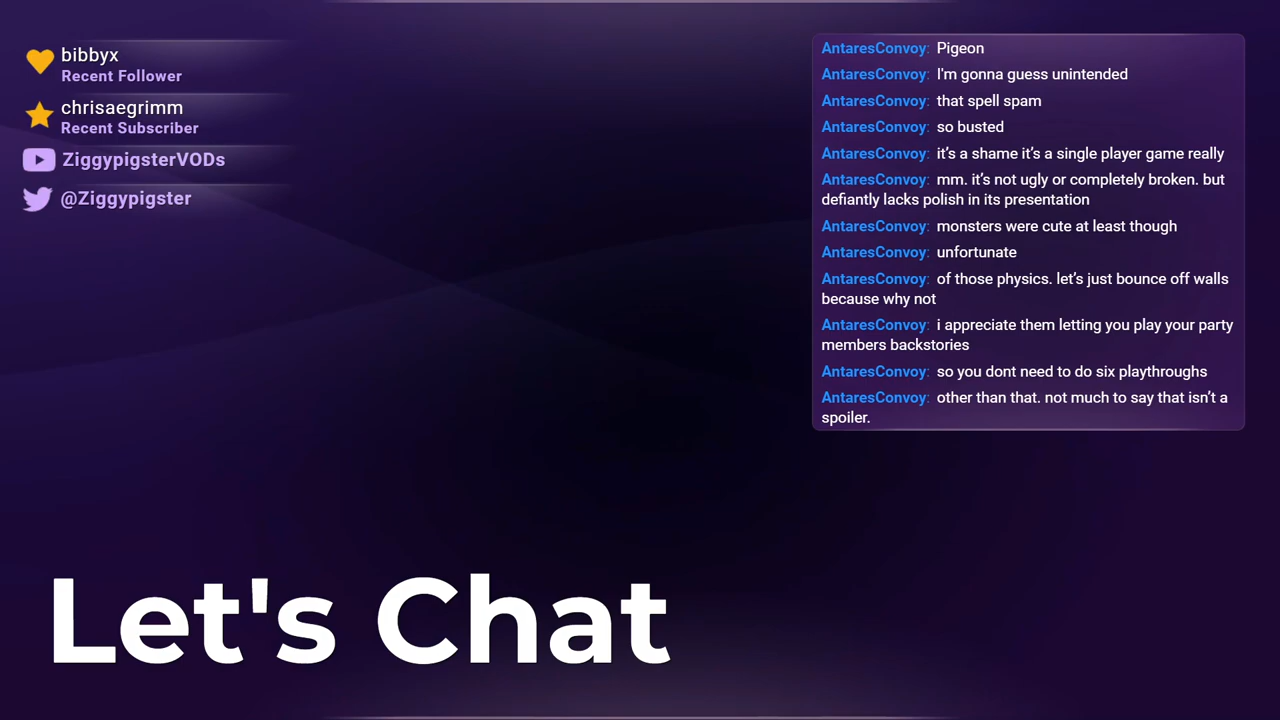 bibbyx
Recent Follower
chrisaegrimm
Recent Subscriber
ZiggypigsterVODs
@Ziggypigster
AntaresConvoy: Pigeon
AntaresConvoy: I'm gonna guess unintended
AntaresConvoy: that spell spam
AntaresConvoy: so busted
AntaresConvoy: it’s a shame it’s a single player game really
AntaresConvoy: mm. it’s not ugly or completely broken. but
defiantly lacks polish in its presentation
AntaresConvoy: monsters were cute at least though
AntaresConvoy: unfortunate
AntaresConvoy: of those physics. let’s just bounce off walls
because why not
AntaresConvoy: i appreciate them letting you play your party
members backstories
AntaresConvoy: so you dont need to do six playthroughs
AntaresConvoy: other than that. not much to say that isn’t a
spoiler.
Let's Chat